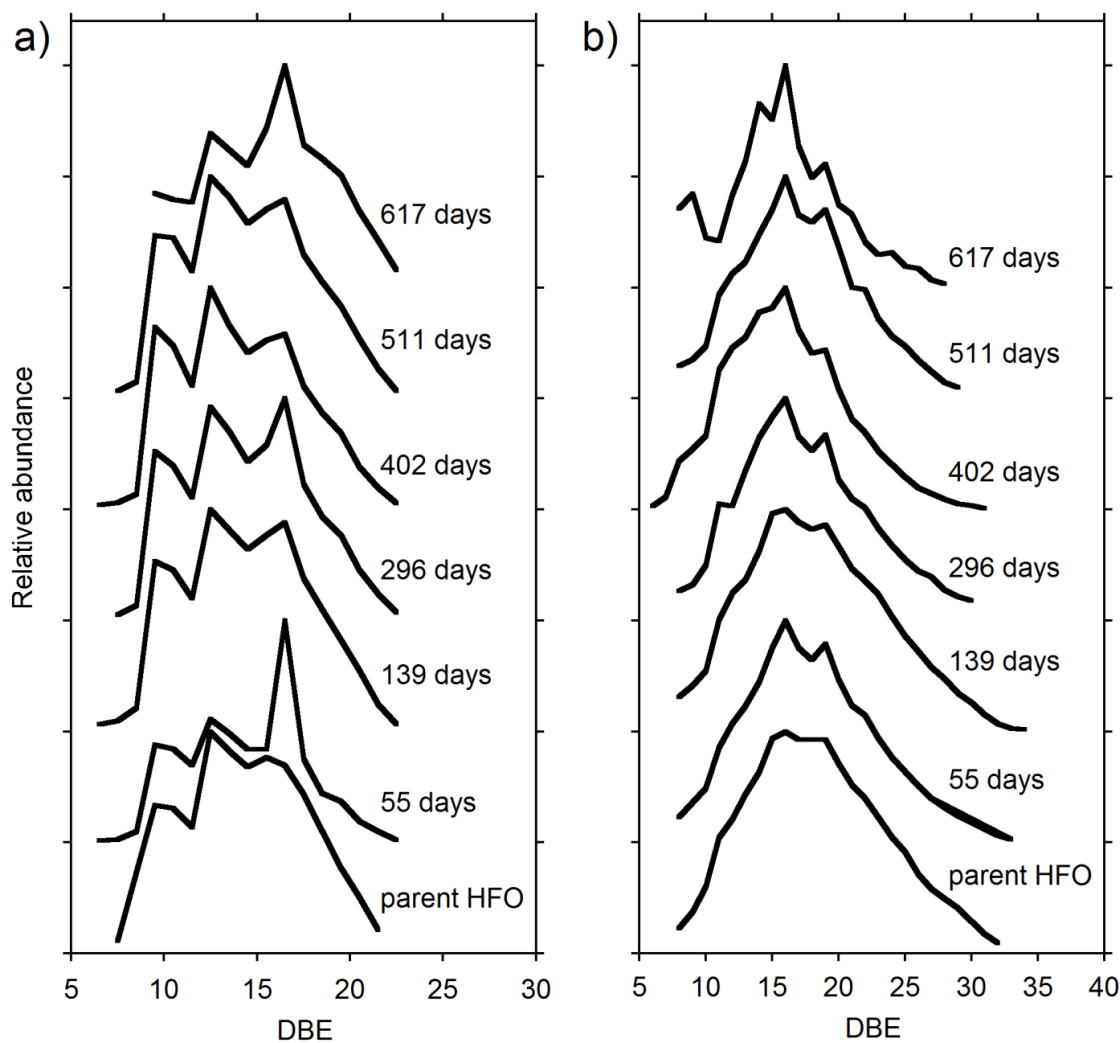 a)
Relative abundance
617 days
511 days
402 days
296 days
139 days
55 days
parent HFO
5 10 15 20 25 30
DBE
b)
617 days
511 days
402 days
296 days
139 days
55 days
parent HFO
5 10 15 20 25 30 35 40
DBE